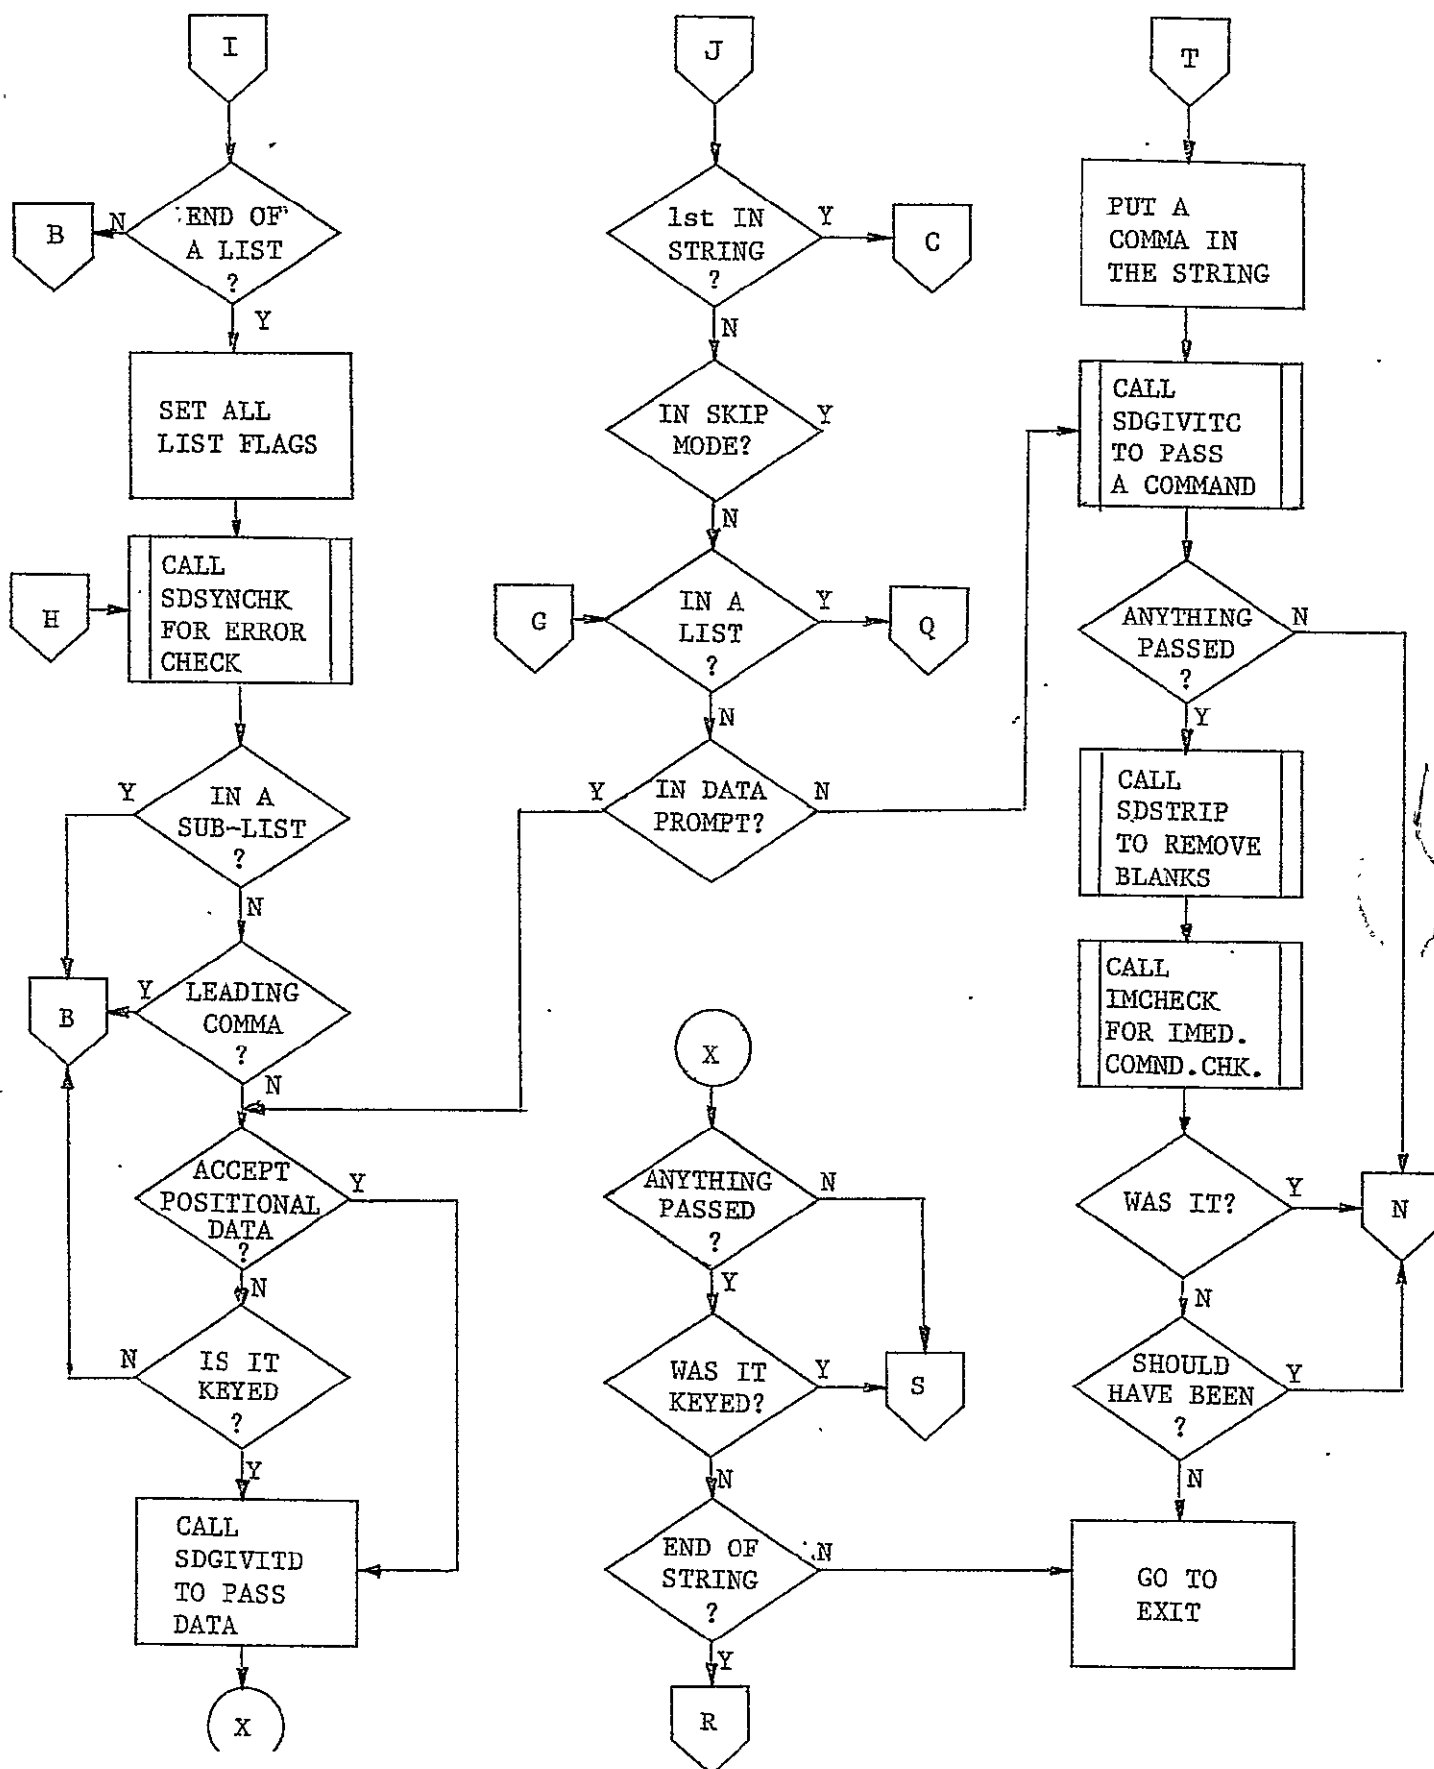 I
END OF
A LIST
?
N
B
Y
SET ALL
LIST FLAGS
H
CALL
SDSYNCHK
FOR ERROR
CHECK
Y
IN A
SUB-LIST
?
N
B
Y
LEADING
COMMA
?
N
ACCEPT
POSITIONAL
DATA
?
Y
N
N
IS IT
KEYED
?
Y
CALL
SDGIVITD
TO PASS
DATA
X
J
1st IN
STRING
?
Y
C
N
IN SKIP
MODE?
Y
N
G
IN A
LIST
?
Y
Q
N
Y
IN DATA
PROMPT?
N
X
ANYTHING
PASSED
?
N
Y
WAS IT
KEYED?
Y
S
N
END OF
STRING
?
N
Y
R
T
PUT A
COMMA IN
THE STRING
CALL
SDGIVITC
TO PASS
A COMMAND
ANYTHING
PASSED
?
N
Y
CALL
SDSTRIP
TO REMOVE
BLANKS
CALL
IMCHECK
FOR IMED.
COMND.CHK.
WAS IT?
Y
N
N
SHOULD
HAVE BEEN
?
Y
N
GO TO
EXIT